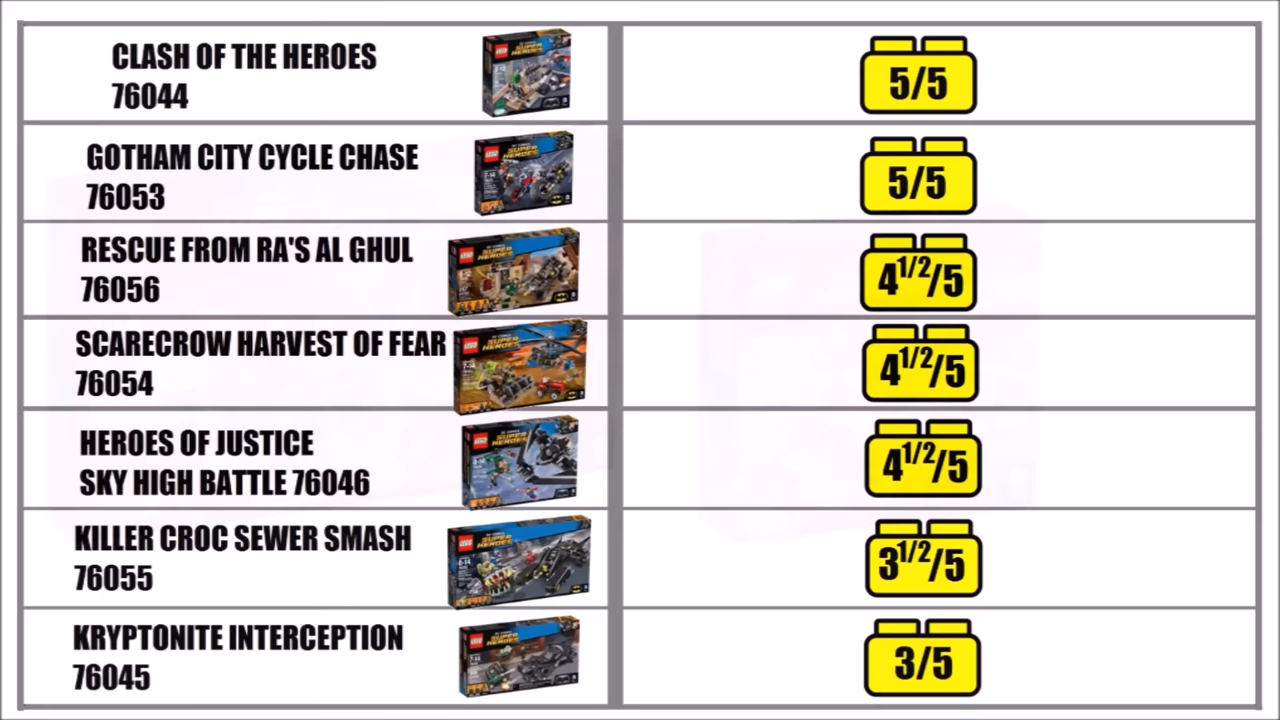 CLASH OF THE HEROES
76044
5/5
GOTHAM CITY CYCLE CHASE
76053
5/5
RESCUE FROM RA'S AL GHUL
76056
4 1/2/5
SCARECROW HARVEST OF FEAR
76054
4 1/2/5
HEROES OF JUSTICE
SKY HIGH BATTLE 76046
4 1/2/5
KILLER CROC SEWER SMASH
76055
3 1/2/5
KRYPTONITE INTERCEPTION
76045
3/5